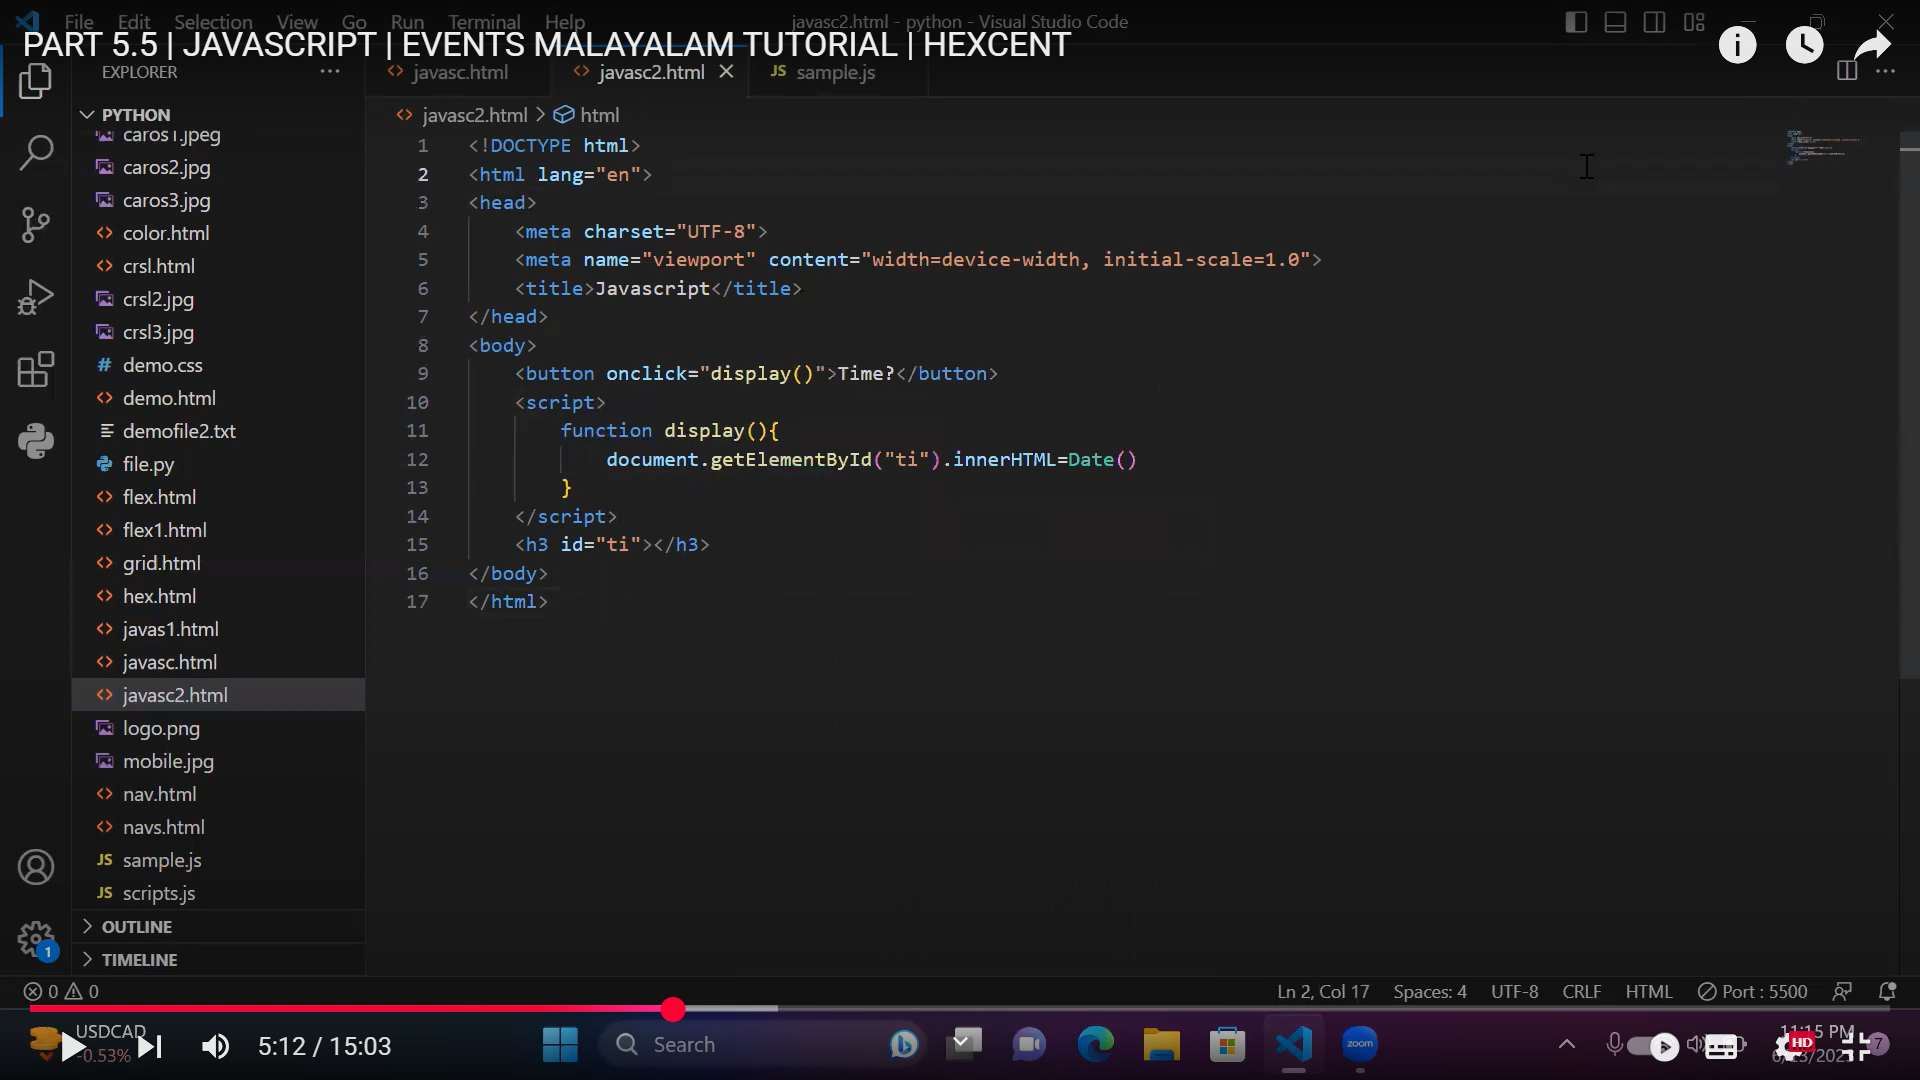 File Edit Selection View Go Run Terminal Help
javasc2.html - python - Visual Studio Code
PART 5.5 | JAVASCRIPT | EVENTS MALAYALAM TUTORIAL | HEXCENT
EXPLORER
javasc.html
javasc2.html
JS sample.js
PYTHON
caros1.jpeg
caros2.jpg
caros3.jpg
color.html
crsl.html
crsl2.jpg
crsl3.jpg
# demo.css
demo.html
demofile2.txt
file.py
flex.html
flex1.html
grid.html
hex.html
javas1.html
javasc.html
javasc2.html
logo.png
mobile.jpg
nav.html
navs.html
JS sample.js
JS scripts.js
OUTLINE
TIMELINE
1
javasc2.html > html
1 <!DOCTYPE html>
2 <html lang="en">
3 <head>
4 <meta charset="UTF-8">
5 <meta name="viewport" content="width=device-width, initial-scale=1.0">
6 <title>Javascript</title>
7 </head>
8 <body>
9 <button onclick="display()">Time?</button>
10 <script>
11 function display(){
12 document.getElementById("ti").innerHTML=Date()
13 }
14 </script>
15 <h3 id="ti"></h3>
16 </body>
17 </html>
0 0
Ln 2, Col 17 Spaces: 4 UTF-8 CRLF HTML Port : 5500
USDCAD
-0.53%
5:12 / 15:03
Search
zoom
HD
11:15 PM
7